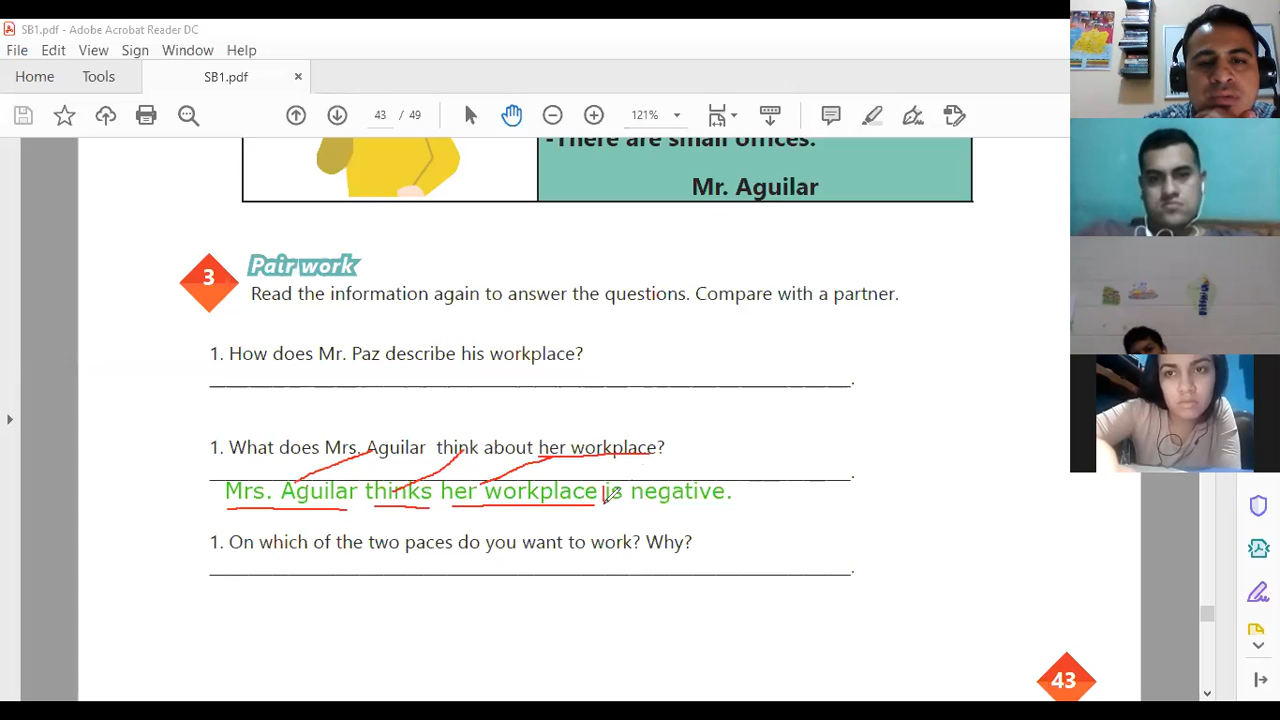 SB1.pdf - Adobe Acrobat Reader DC
File Edit View Sign Window Help
Home Tools SB1.pdf ×
43 / 49 121%
-There are small offices.
Mr. Aguilar
3 Pair work
Read the information again to answer the questions. Compare with a partner.
1. How does Mr. Paz describe his workplace?
1. What does Mrs. Aguilar think about her workplace?
Mrs. Aguilar thinks her workplace is negative.
1. On which of the two paces do you want to work? Why?
43